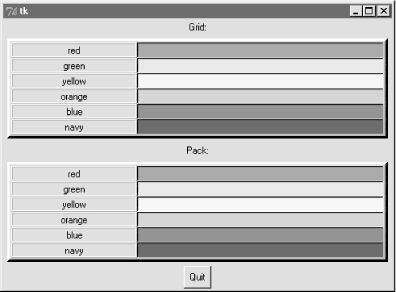 tk
Grid:
red
green
yellow
orange
blue
navy
Pack:
red
green
yellow
orange
blue
navy
Quit